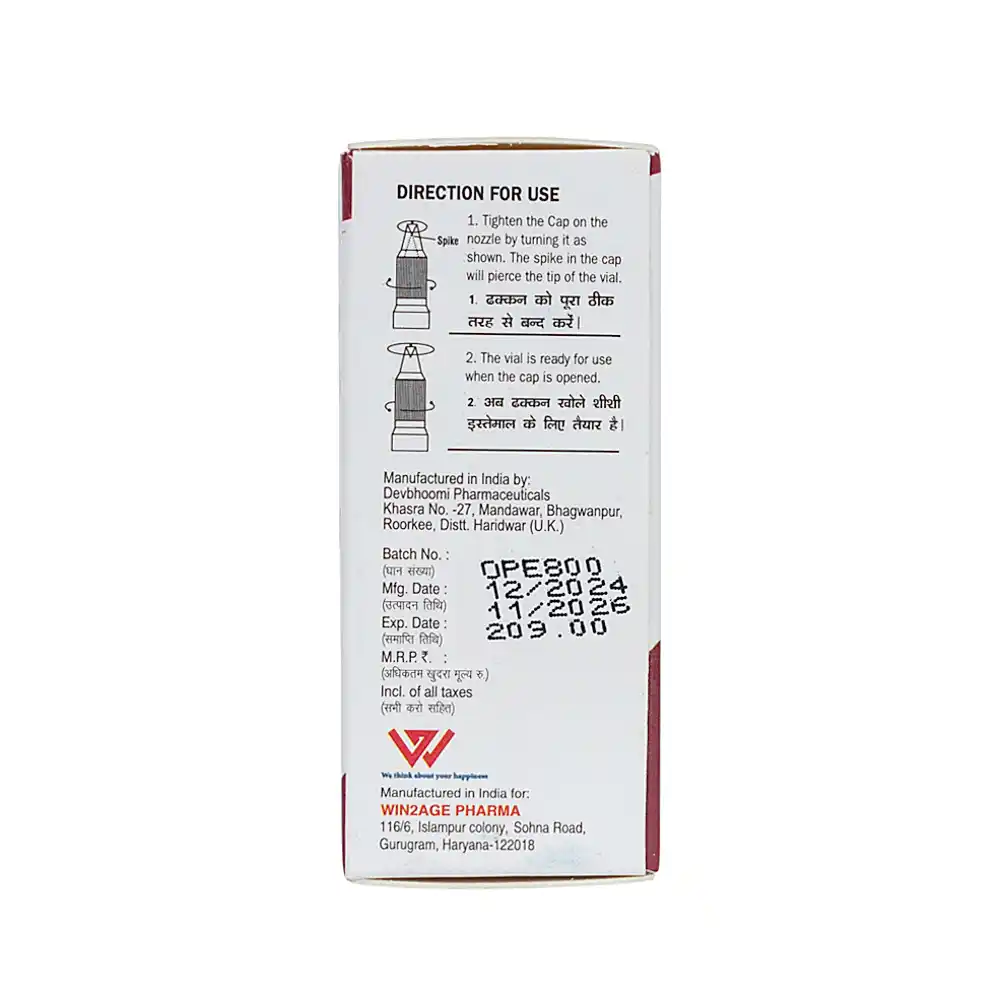 DIRECTION FOR USE
Spike
1. Tighten the Cap on the
nozzle by turning it as
shown. The spike in the cap
will pierce the tip of the vial.
1. ढक्कन को पूरा ठीक
तरह से बन्द करें।
2. The vial is ready for use
when the cap is opened.
2. अब ढक्कन खोले शीशी
इस्तेमाल के लिए तैयार है।
Manufactured in India by:
Devbhoomi Pharmaceuticals
Khasra No. -27, Mandawar, Bhagwanpur,
Roorkee, Distt. Haridwar (U.K.)
Batch No. :
(घान संख्या)
Mfg. Date :
(उत्पादन तिथि)
Exp. Date :
(समाप्ति तिथि)
M.R.P. ₹. :
(अधिकतम खुदरा मूल्य रु.)
Incl. of all taxes
(सभी करो सहित)
OPE800
12/2024
11/2026
209.00
We think about your happiness
Manufactured in India for:
WIN2AGE PHARMA
116/6, Islampur colony, Sohna Road,
Gurugram, Haryana-122018